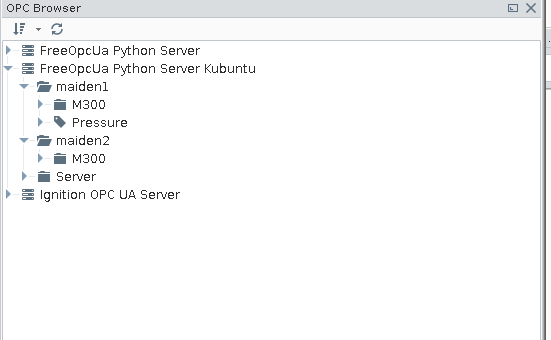 OPC Browser
FreeOpcUa Python Server
FreeOpcUa Python Server Kubuntu
maiden1
M300
Pressure
maiden2
M300
Server
Ignition OPC UA Server